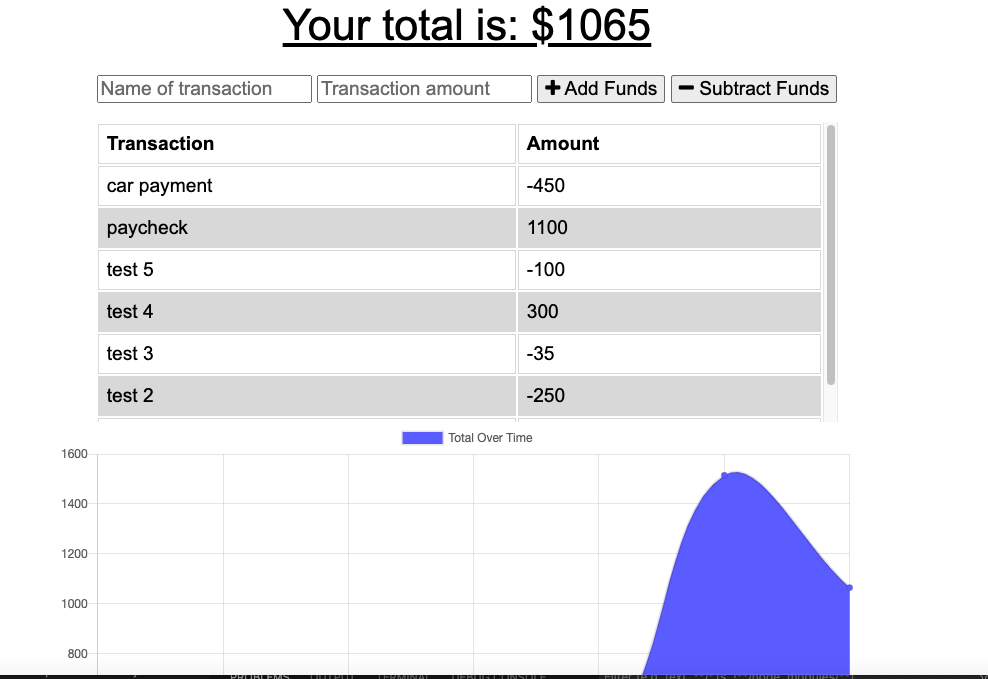 Your total is: $1065
Name of transaction Transaction amount Add Funds Subtract Funds
Transaction Amount
car payment -450
paycheck 1100
test 5 -100
test 4 300
test 3 -35
test 2 -250
Total Over Time
1600
1400
1200
1000
800
PROBLEMS OUTPUT TERMINAL DEBUG CONSOLE